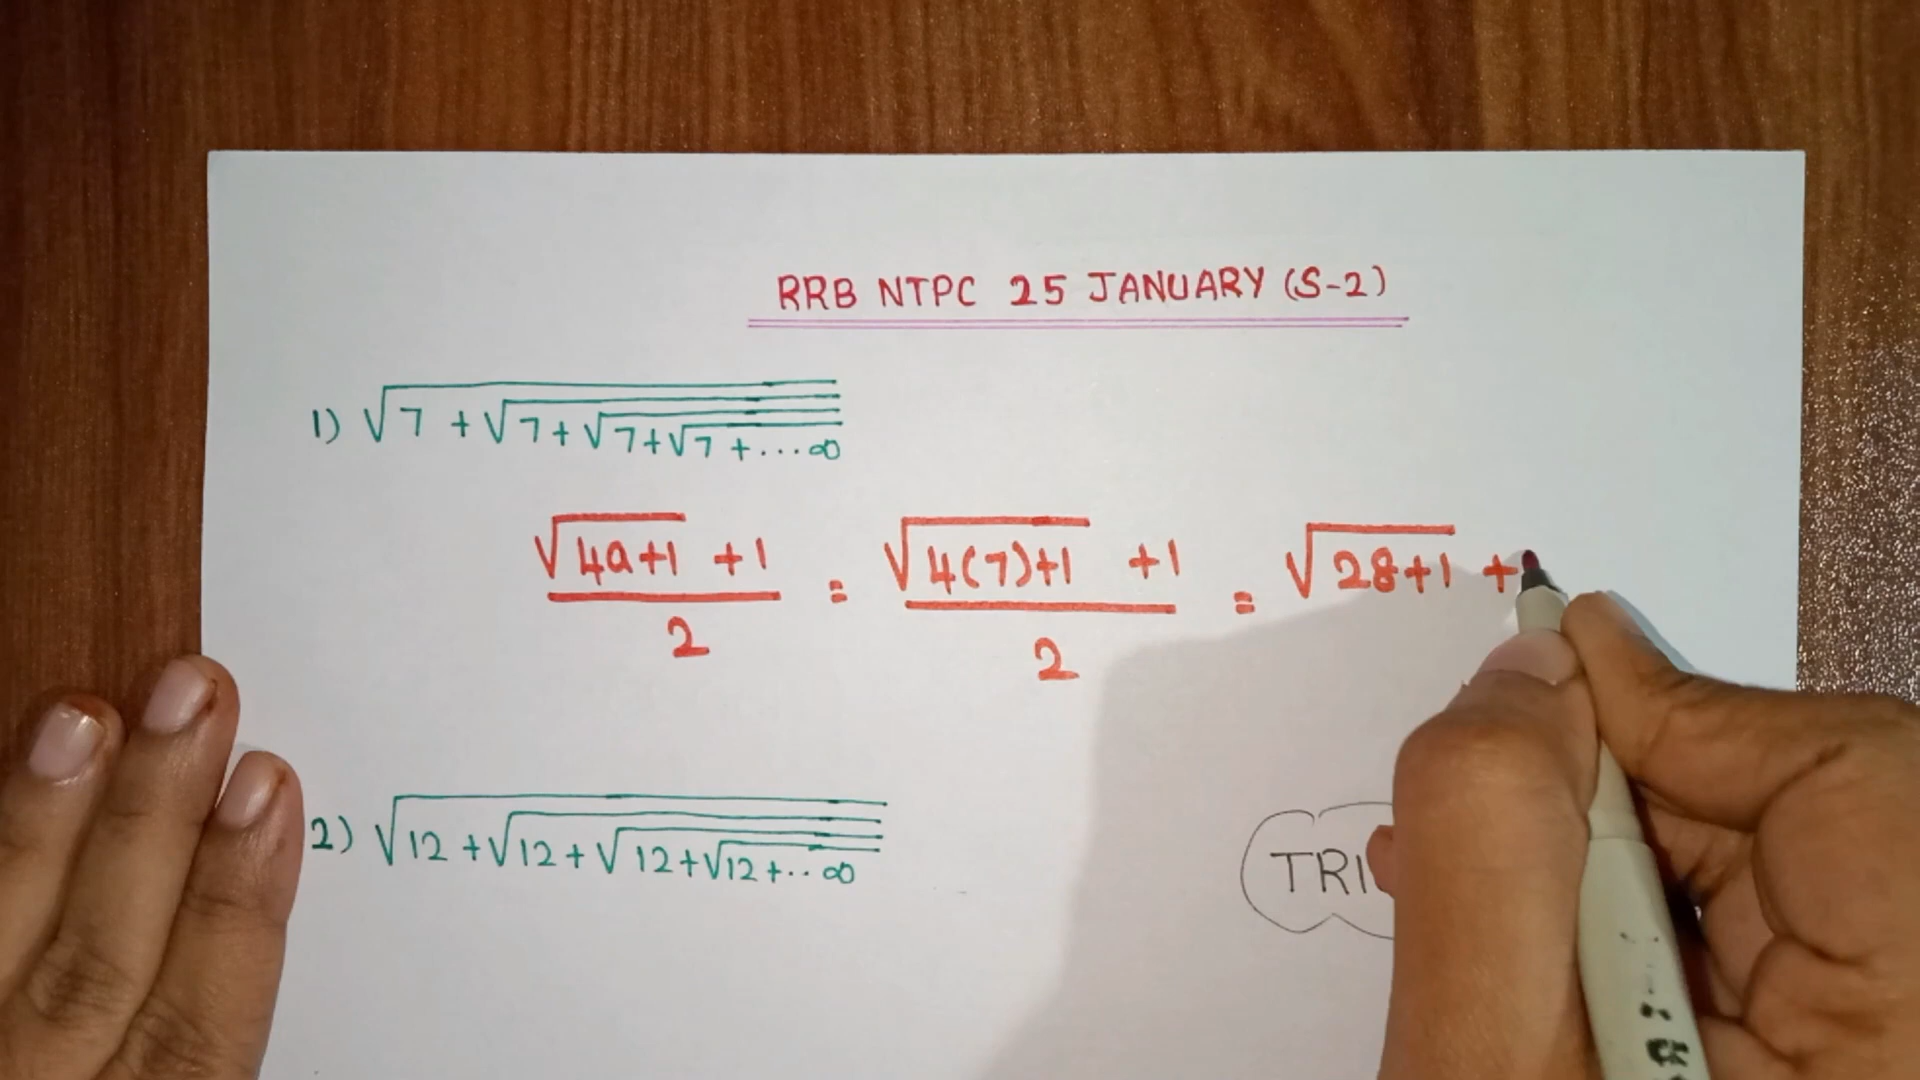 RRB NTPC 25 JANUARY (S-2)
1) √7 + √7 + √7 + √7 + ... ∞
√4a+1 + 1 / 2 = √4(7)+1 + 1 / 2 = √28+1 +
2) √12 + √12 + √12 + √12 + .. ∞